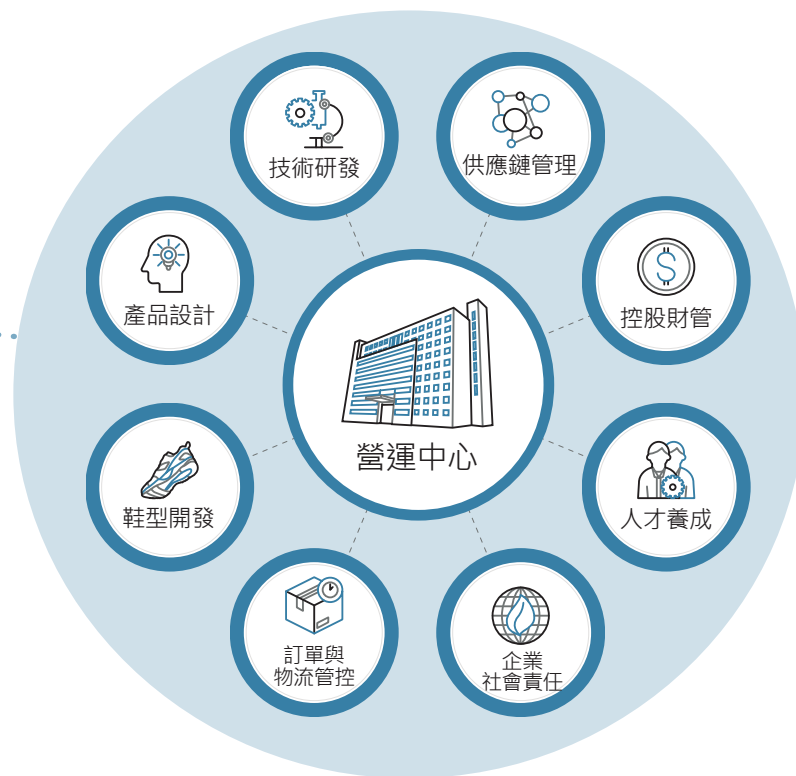 技術研發
供應鏈管理
產品設計
控股財管
營運中心
鞋型開發
人才養成
訂單與
物流管控
企業
社會責任